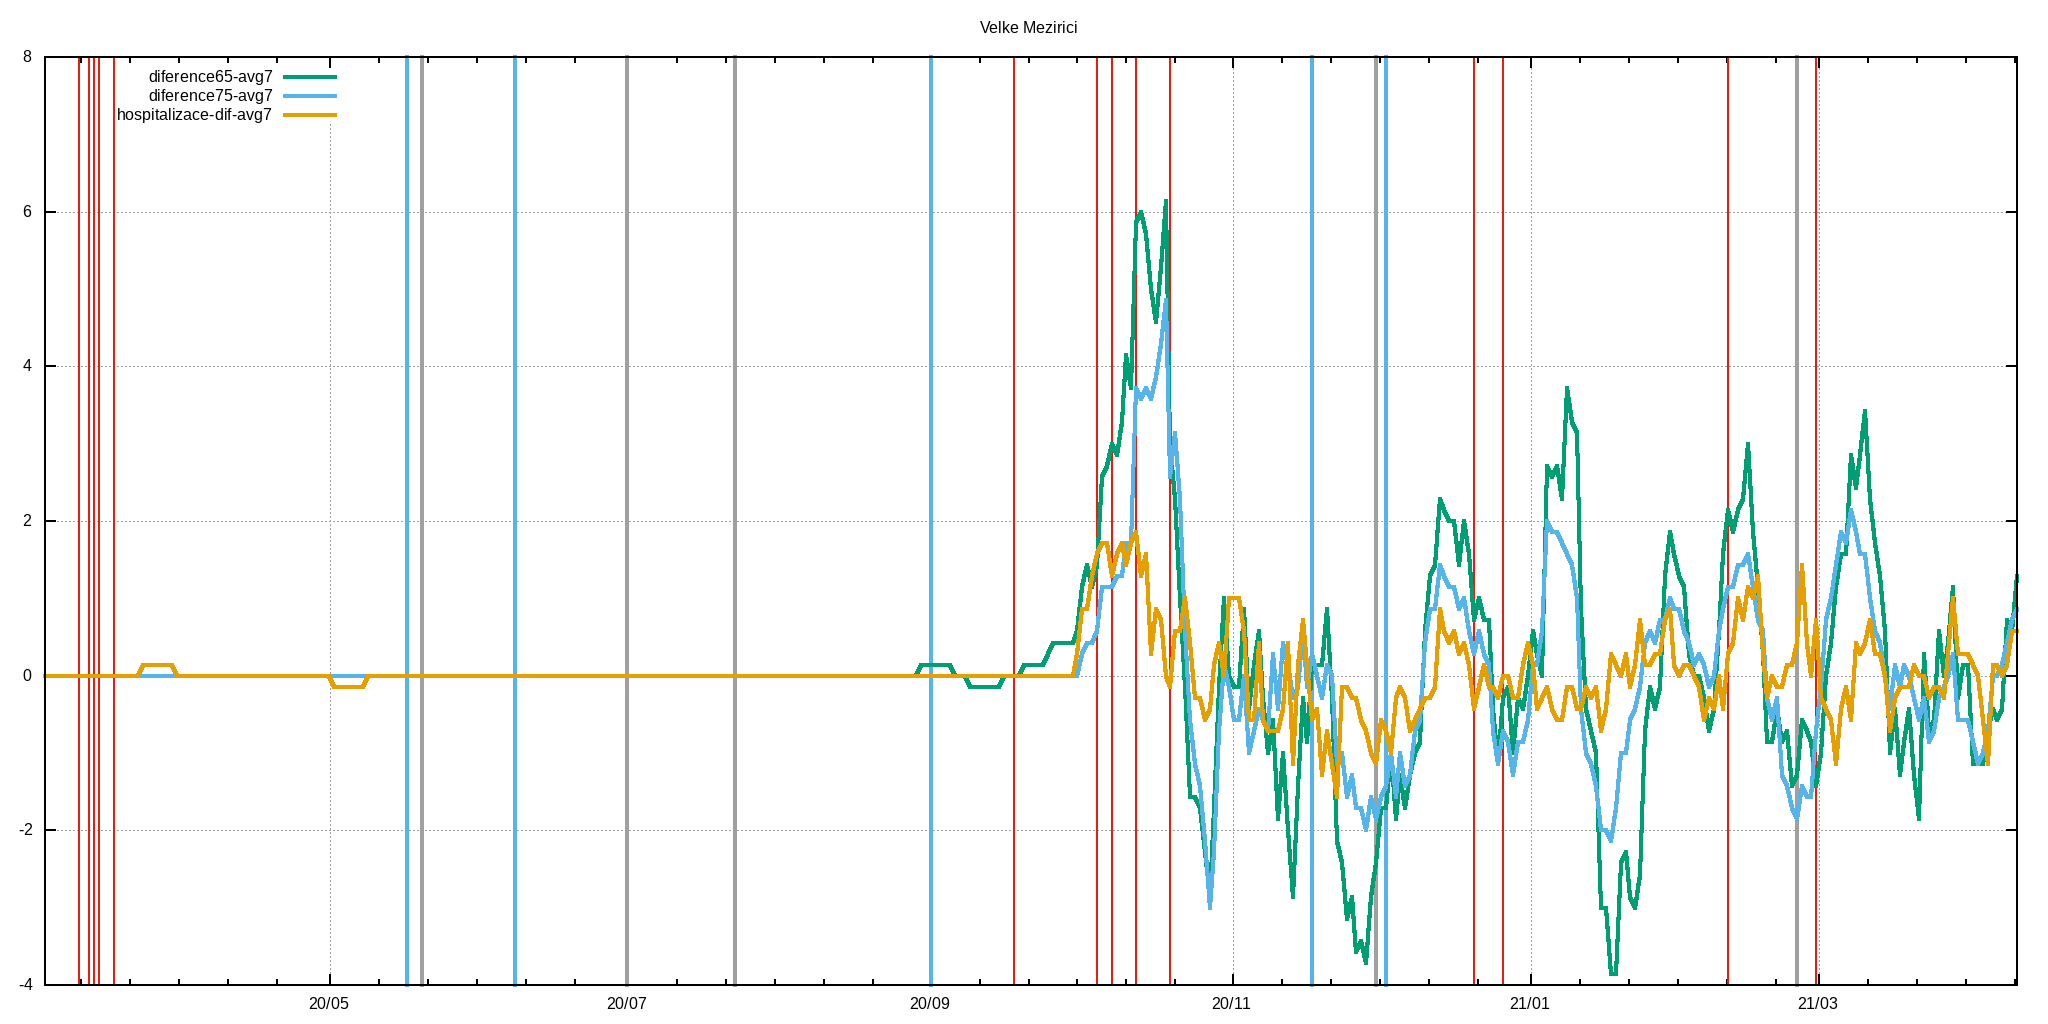 Velke Mezirici
8
diference65-avg7
diference75-avg7
hospitalizace-dif-avg7
6
4
2
0
-2
-4
20/05 20/07 20/09 20/11 21/01 21/03